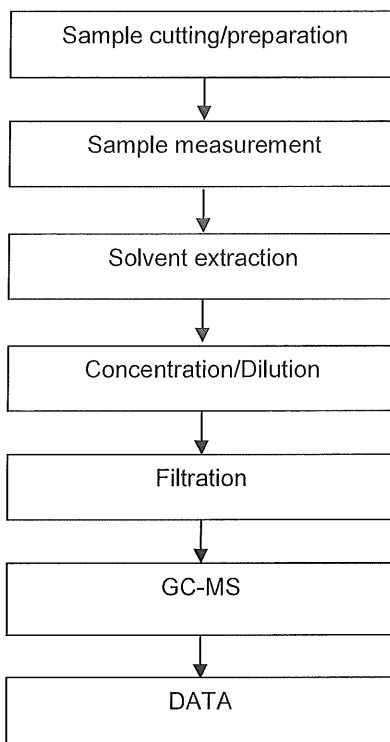 Sample cutting/preparation
Sample measurement
Solvent extraction
Concentration/Dilution
Filtration
GC-MS
DATA